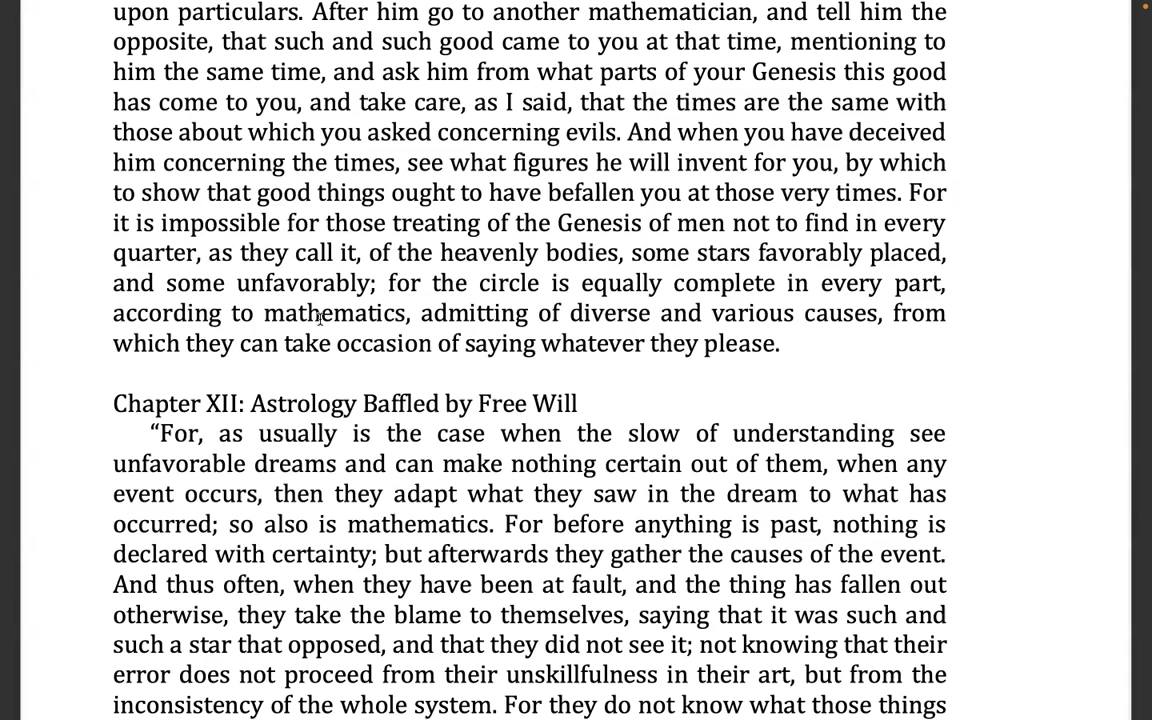 upon particulars. After him go to another mathematician, and tell him the
opposite, that such and such good came to you at that time, mentioning to
him the same time, and ask him from what parts of your Genesis this good
has come to you, and take care, as I said, that the times are the same with
those about which you asked concerning evils. And when you have deceived
him concerning the times, see what figures he will invent for you, by which
to show that good things ought to have befallen you at those very times. For
it is impossible for those treating of the Genesis of men not to find in every
quarter, as they call it, of the heavenly bodies, some stars favorably placed,
and some unfavorably; for the circle is equally complete in every part,
according to mathematics, admitting of diverse and various causes, from
which they can take occasion of saying whatever they please.
Chapter XII: Astrology Baffled by Free Will
“For, as usually is the case when the slow of understanding see
unfavorable dreams and can make nothing certain out of them, when any
event occurs, then they adapt what they saw in the dream to what has
occurred; so also is mathematics. For before anything is past, nothing is
declared with certainty; but afterwards they gather the causes of the event.
And thus often, when they have been at fault, and the thing has fallen out
otherwise, they take the blame to themselves, saying that it was such and
such a star that opposed, and that they did not see it; not knowing that their
error does not proceed from their unskillfulness in their art, but from the
inconsistency of the whole system. For they do not know what those things